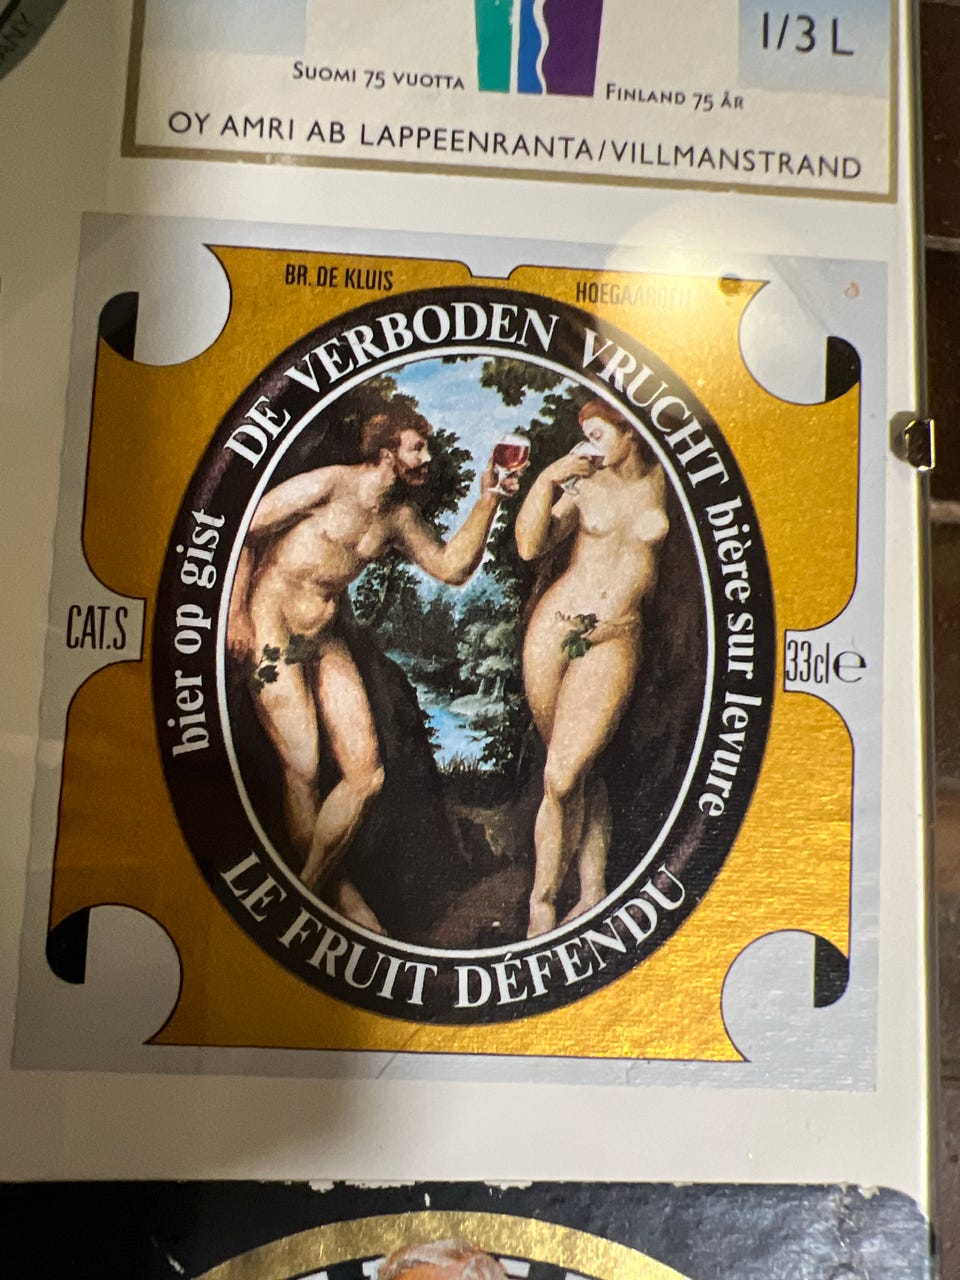 ANY
1/3 L
SUOMI 75 VUOTTA
FINLAND 75 ÅR
OY AMRI AB LAPPEENRANTA/VILLMANSTRAND
BR. DE KLUIS
HOEGAARDEN
DE VERBODEN VRUCHT
bier op gist
bière sur levure
CAT.S
33cl e
LE FRUIT DÉFENDU